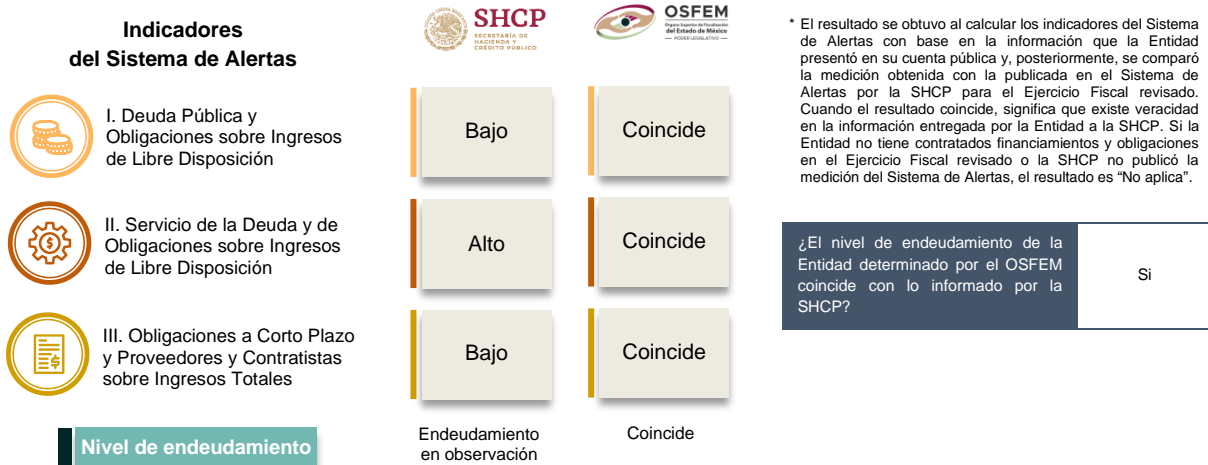 Indicadores
del Sistema de Alertas
SHCP
SECRETARÍA DE
HACIENDA Y
CRÉDITO PÚBLICO
OSFEM
Órgano Superior de Fiscalización
del Estado de México
PODER LEGISLATIVO
I. Deuda Pública y
Obligaciones sobre Ingresos
de Libre Disposición
Bajo
Coincide
II. Servicio de la Deuda y de
Obligaciones sobre Ingresos
de Libre Disposición
Alto
Coincide
III. Obligaciones a Corto Plazo
y Proveedores y Contratistas
sobre Ingresos Totales
Bajo
Coincide
Nivel de endeudamiento
Endeudamiento
en observación
Coincide
* El resultado se obtuvo al calcular los indicadores del Sistema
de Alertas con base en la información que la Entidad
presentó en su cuenta pública y, posteriormente, se comparó
la medición obtenida con la publicada en el Sistema de
Alertas por la SHCP para el Ejercicio Fiscal revisado.
Cuando el resultado coincide, significa que existe veracidad
en la información entregada por la Entidad a la SHCP. Si la
Entidad no tiene contratados financiamientos y obligaciones
en el Ejercicio Fiscal revisado o la SHCP no publicó la
medición del Sistema de Alertas, el resultado es “No aplica”.
¿El nivel de endeudamiento de la
Entidad determinado por el OSFEM
coincide con lo informado por la
SHCP?
Si